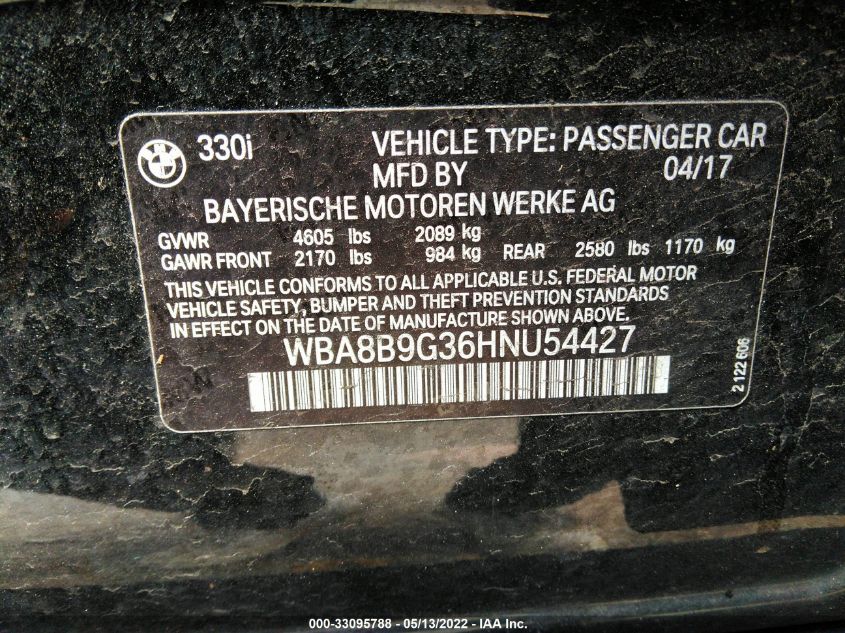 BMW 330i VEHICLE TYPE: PASSENGER CAR
MFD BY 04/17
BAYERISCHE MOTOREN WERKE AG
GVWR 4605 lbs 2089 kg
GAWR FRONT 2170 lbs 984 kg REAR 2580 lbs 1170 kg
THIS VEHICLE CONFORMS TO ALL APPLICABLE U.S. FEDERAL MOTOR
VEHICLE SAFETY, BUMPER AND THEFT PREVENTION STANDARDS
IN EFFECT ON THE DATE OF MANUFACTURE SHOWN ABOVE.
WBA8B9G36HNU54427
2 122 606
000-33095788 - 05/13/2022 - IAA Inc.